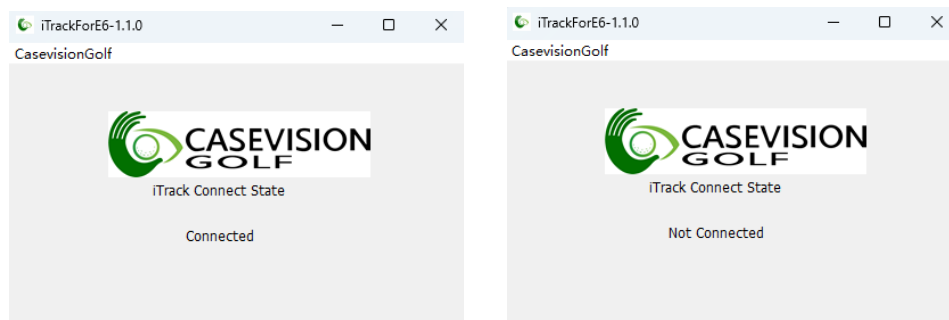 iTrackForE6-1.1.0
CasevisionGolf
CASEVISION
GOLF
iTrack Connect State
Connected
iTrackForE6-1.1.0
CasevisionGolf
CASEVISION
GOLF
iTrack Connect State
Not Connected